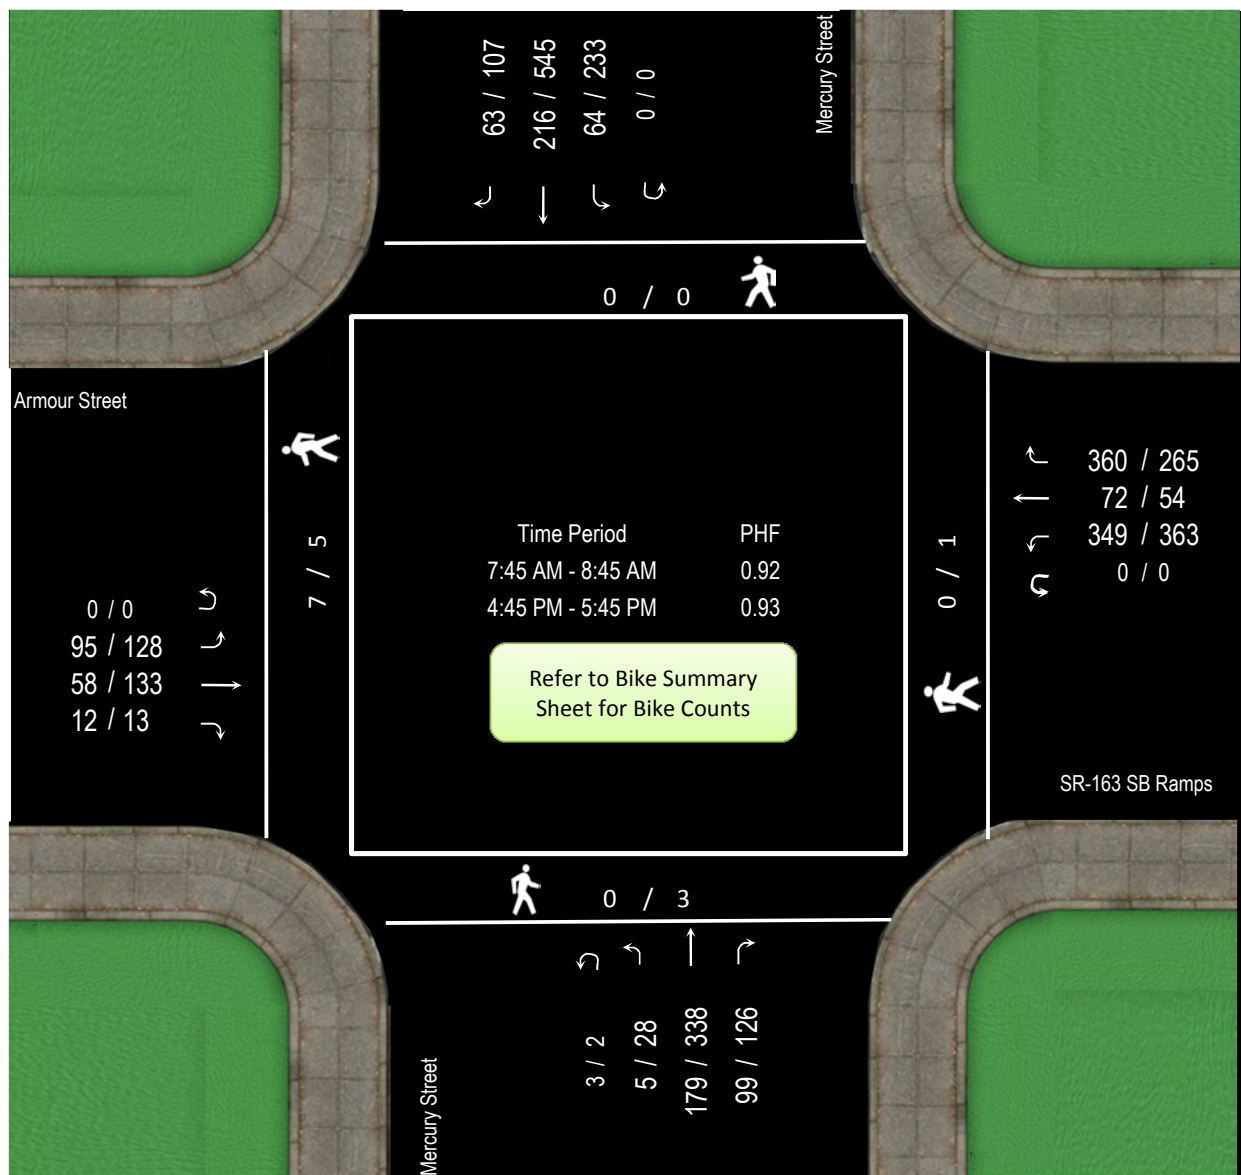 63 / 107
216 / 545
64 / 233
0 / 0
Mercury Street
0 / 0
Armour Street
7 / 5
0 / 0
95 / 128
58 / 133
12 / 13
Time Period PHF
7:45 AM - 8:45 AM 0.92
4:45 PM - 5:45 PM 0.93
Refer to Bike Summary
Sheet for Bike Counts
0 / 1
360 / 265
72 / 54
349 / 363
0 / 0
SR-163 SB Ramps
0 / 3
Mercury Street
3 / 2
5 / 28
179 / 338
99 / 126